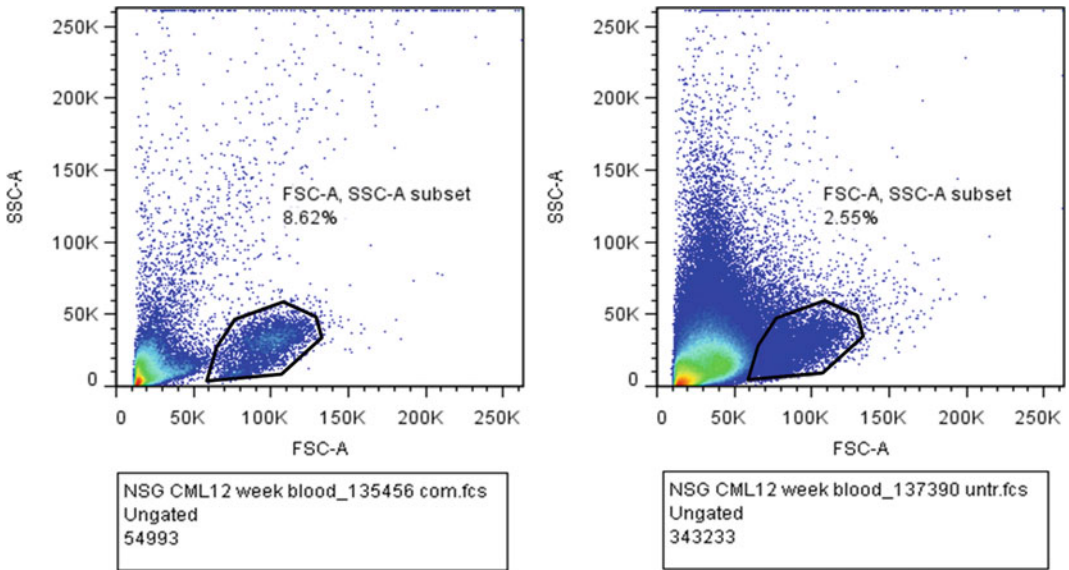 250K
200K
150K
100K
50K
0
SSC-A
FSC-A, SSC-A subset
8.62%
0 50K 100K 150K 200K 250K
FSC-A
NSG CML12 week blood_135456 com.fcs
Ungated
54993
250K
200K
150K
100K
50K
0
SSC-A
FSC-A, SSC-A subset
2.55%
0 50K 100K 150K 200K 250K
FSC-A
NSG CML12 week blood_137390 untr.fcs
Ungated
343233